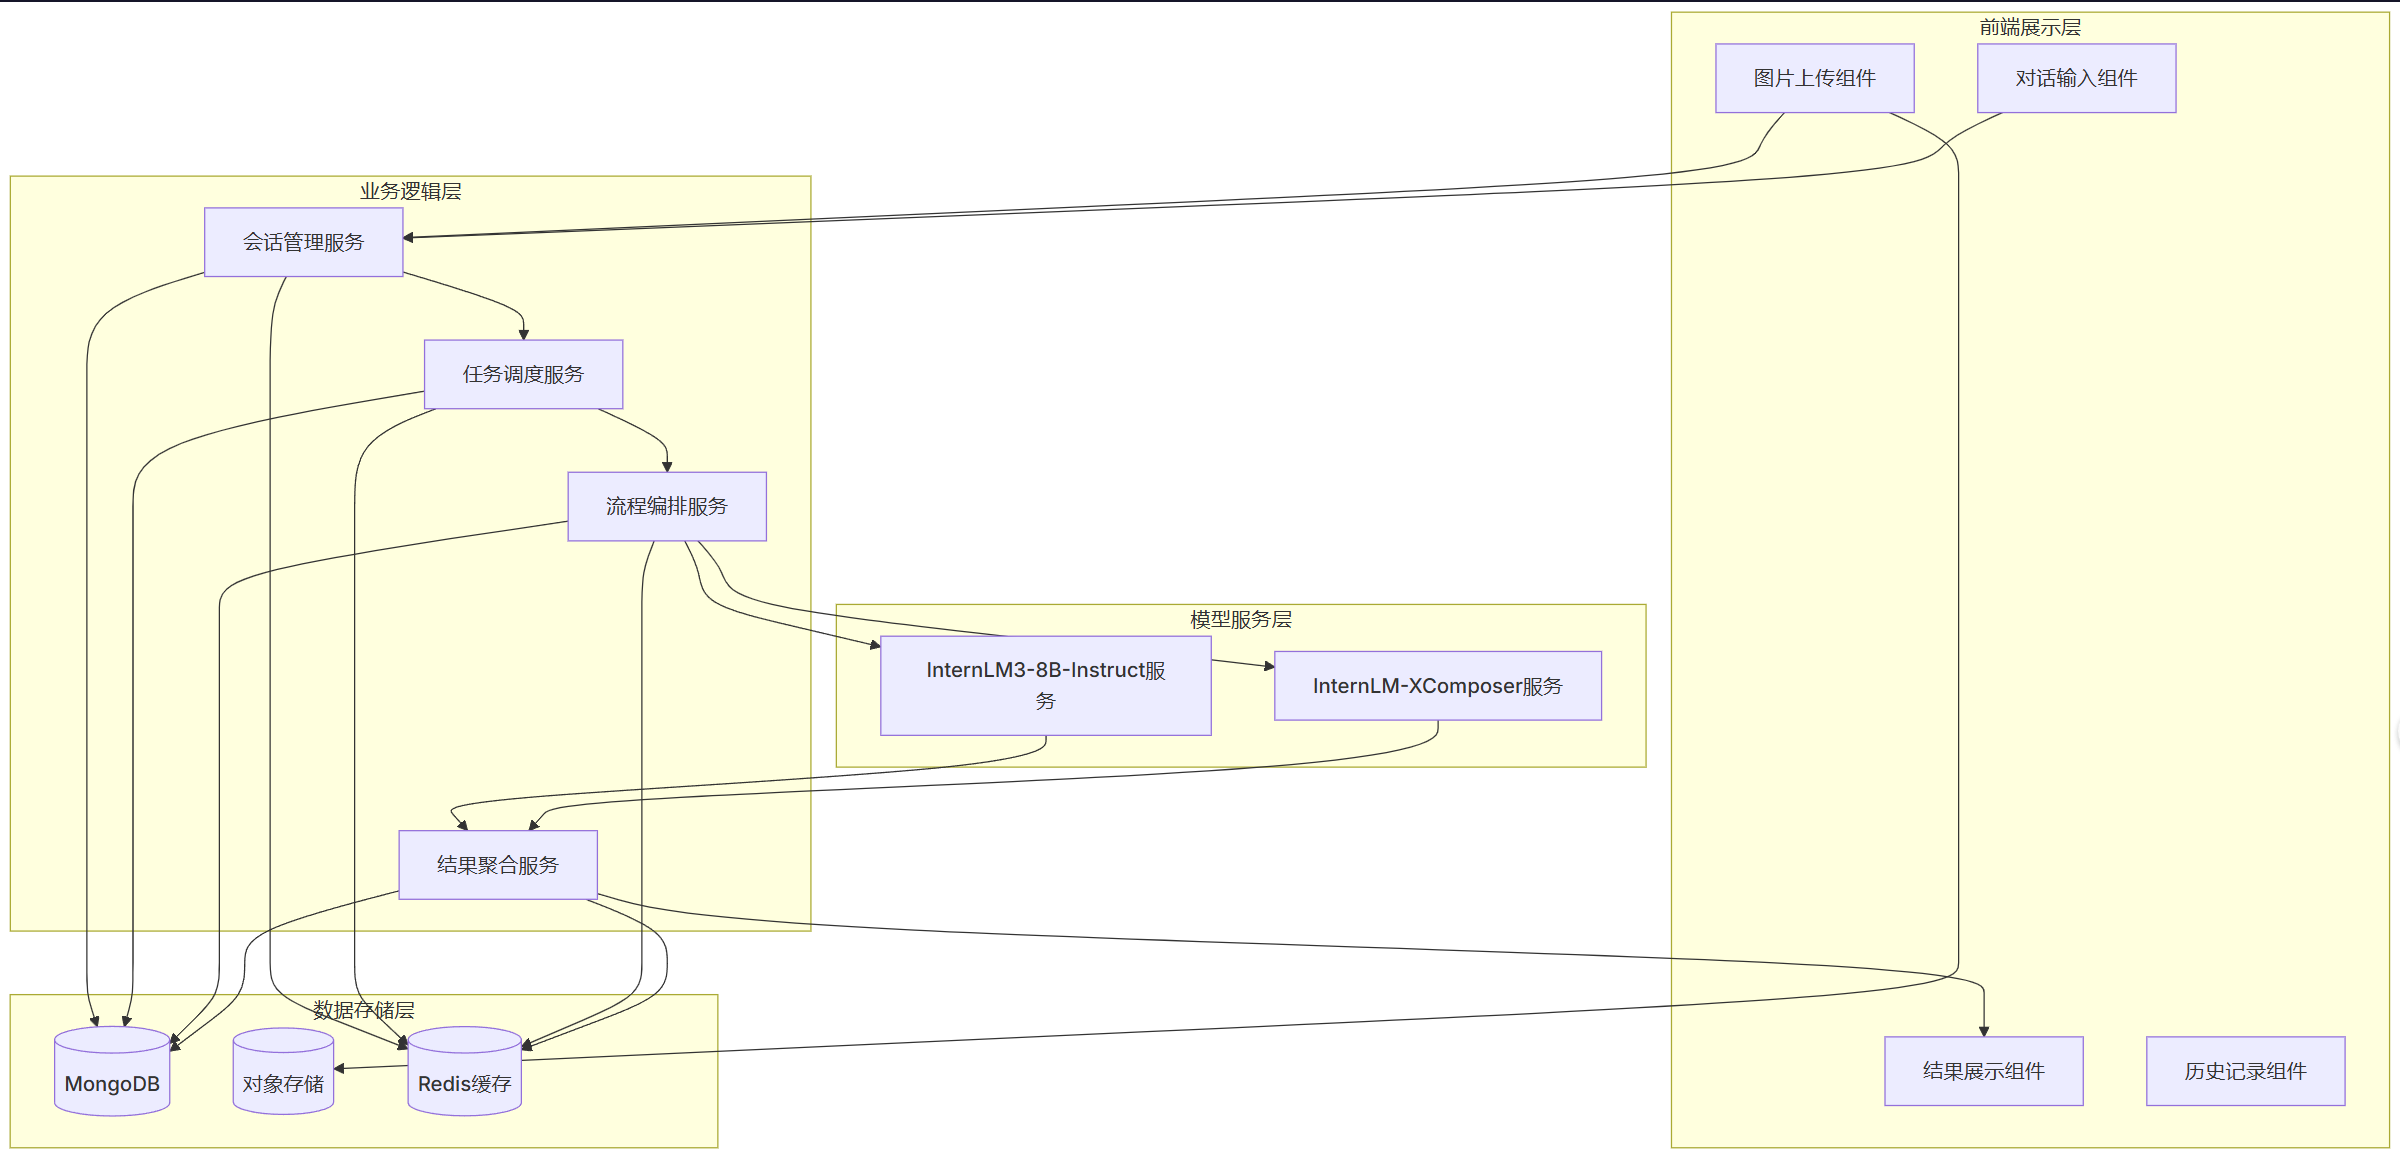 前端展示层
图片上传组件
对话输入组件
业务逻辑层
会话管理服务
任务调度服务
流程编排服务
模型服务层
InternLM3-8B-Instruct服
务
InternLM-XComposer服务
结果聚合服务
数据存储层
MongoDB
对象存储
Redis缓存
结果展示组件
历史记录组件